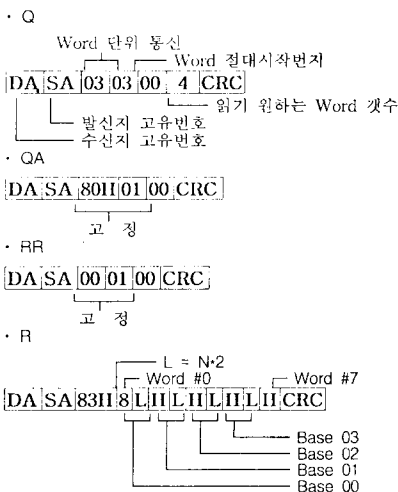 · Q
Word 단위 통신
Word 절대시작번지
DA SA 03 03 00 4 CRC
읽기 원하는 Word 갯수
발신지 고유번호
수신지 고유번호
· QA
DA SA 80H 01 00 CRC
고 정
· RR
DA SA 00 01 00 CRC
고 정
· R
L = N*2
Word #0 Word #7
DA SA 83H 8 L H L H L H L H CRC
Base 03
Base 02
Base 01
Base 00